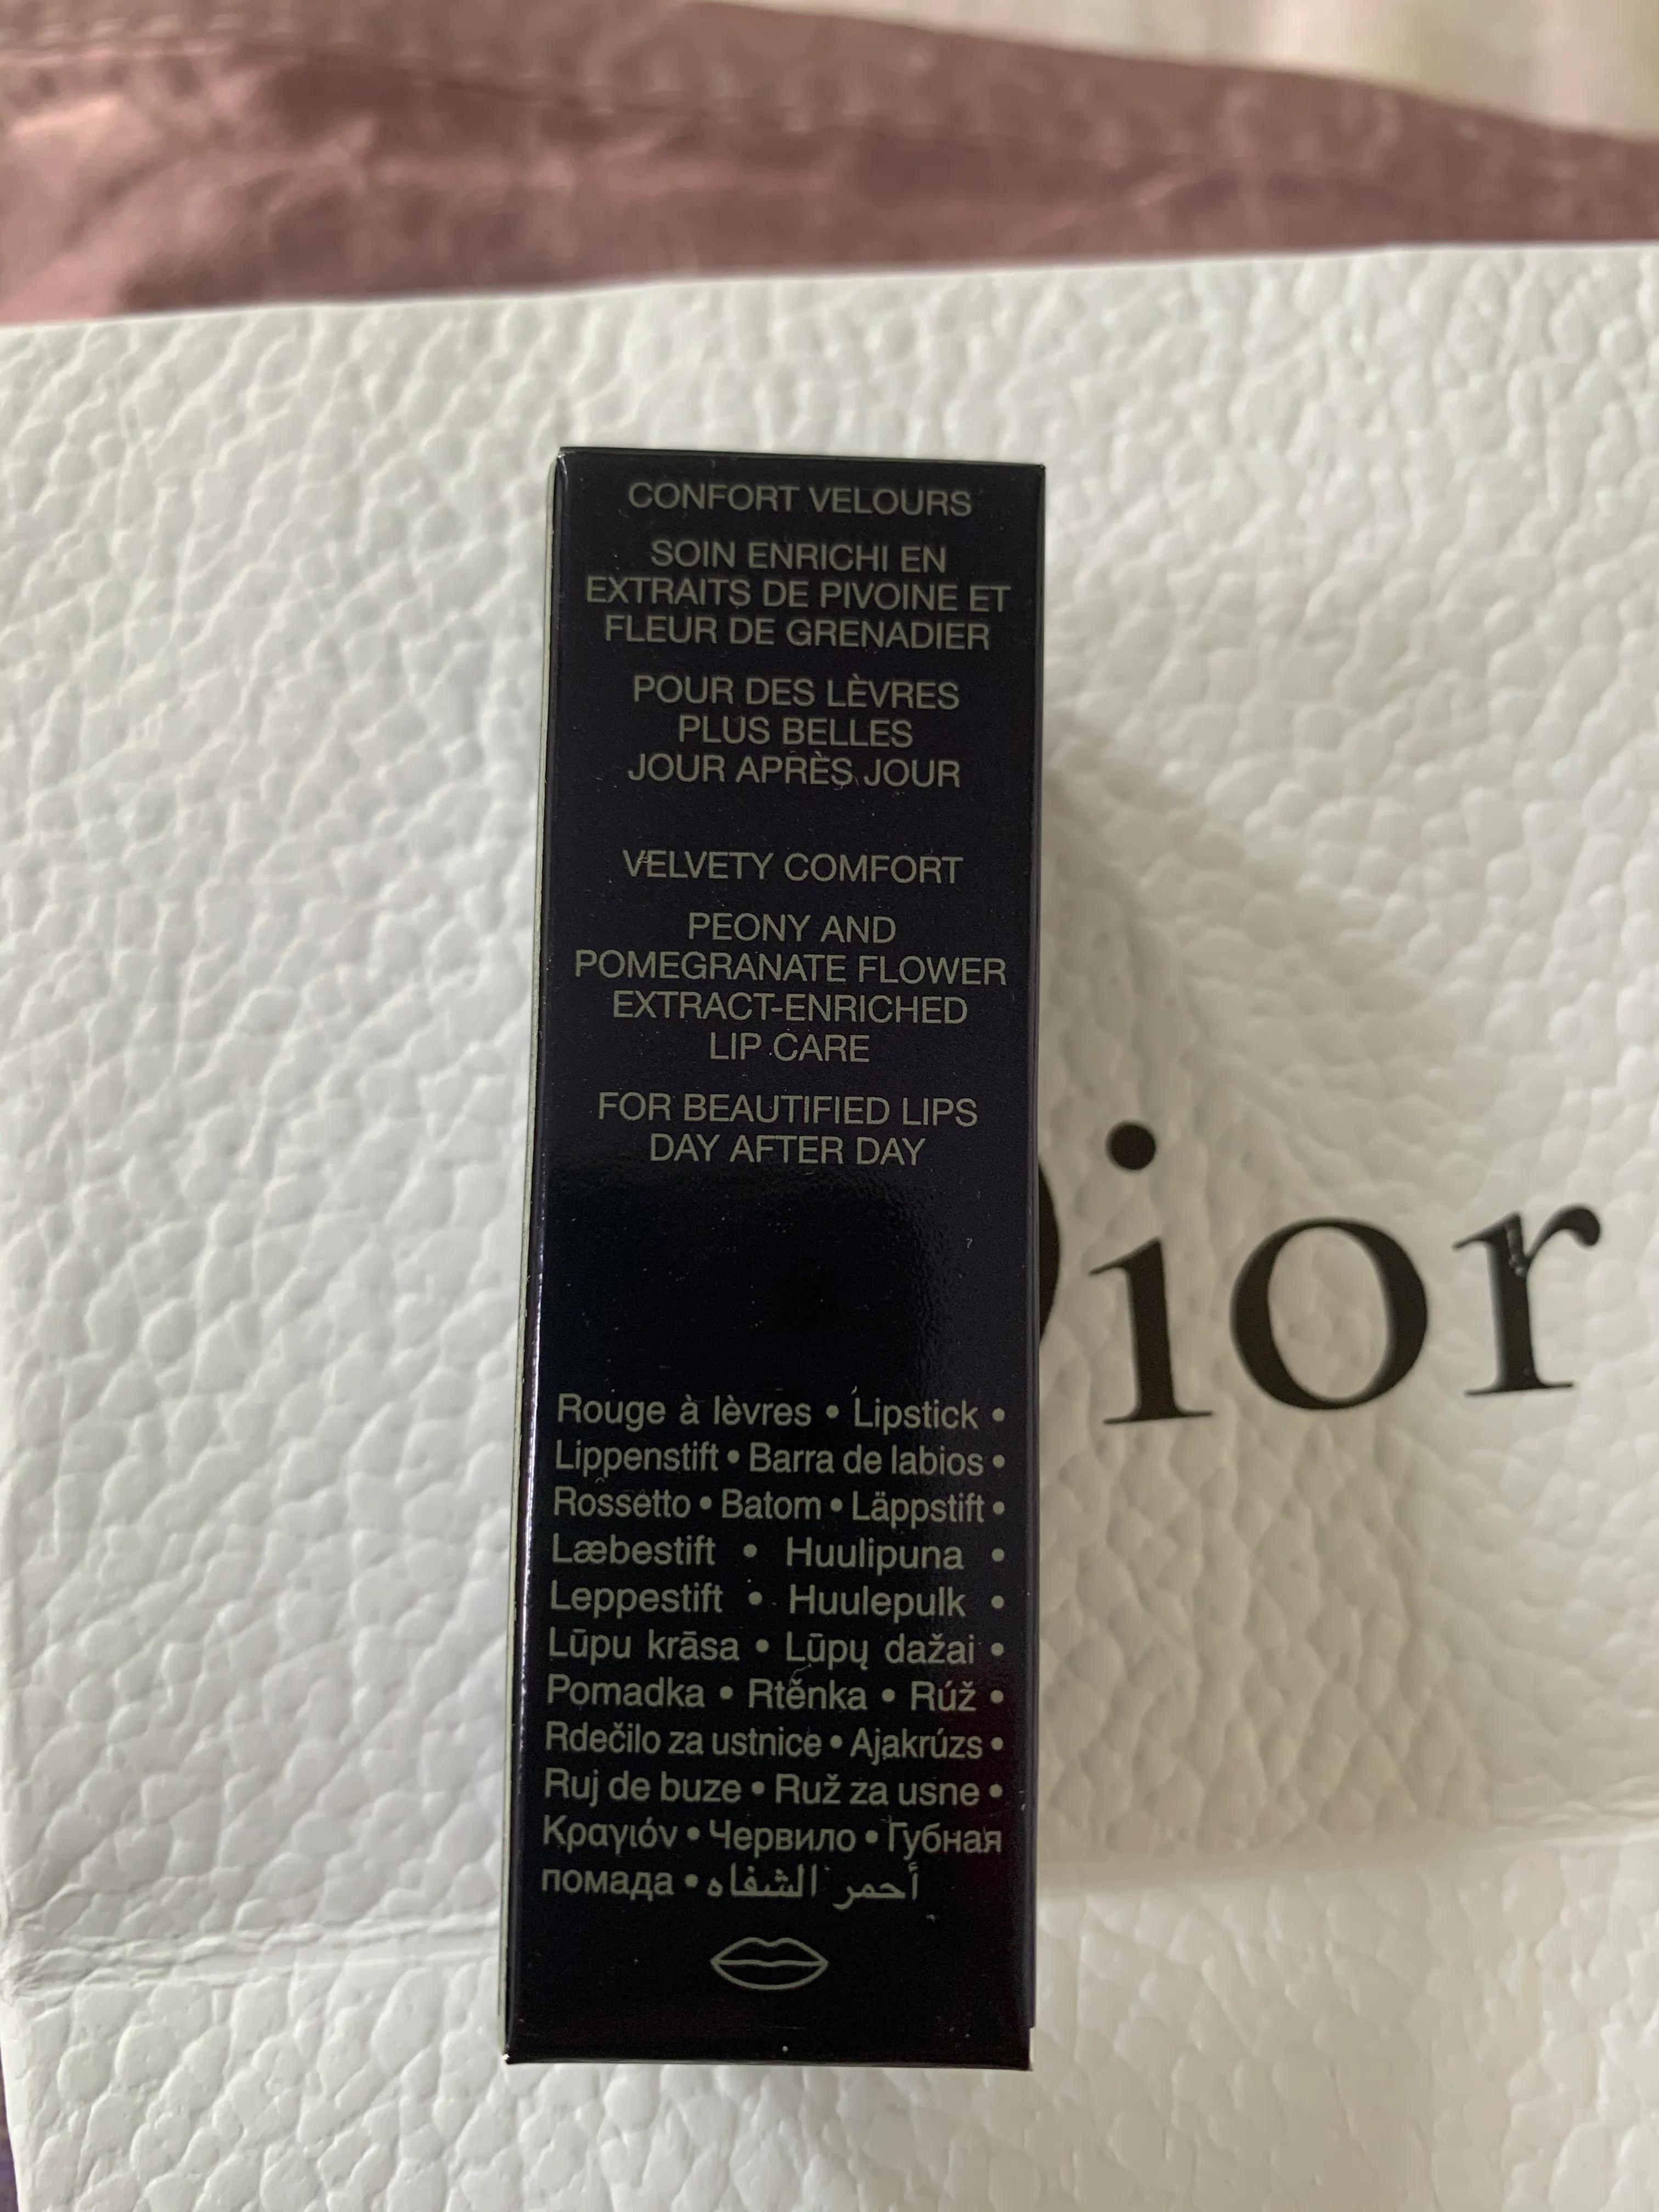 CONFORT VELOURS
SOIN ENRICHI EN
EXTRAITS DE PIVOINE ET
FLEUR DE GRENADIER
POUR DES LÈVRES
PLUS BELLES
JOUR APRÈS JOUR
VELVETY COMFORT
PEONY AND
POMEGRANATE FLOWER
EXTRACT-ENRICHED
LIP CARE
FOR BEAUTIFIED LIPS
DAY AFTER DAY
Rouge à lèvres • Lipstick •
Lippenstift • Barra de labios •
Rossetto • Batom • Läppstift •
Læbestift • Huulipuna •
Leppestift • Huulepulk •
Lūpu krāsa • Lūpų dažai •
Pomadka • Rtěnka • Rúž •
Rdečilo za ustnice • Ajakrúzs •
Ruj de buze • Ruž za usne •
Κραγιόν • Червило • Губная
помада • أحمر الشفاه
Dior